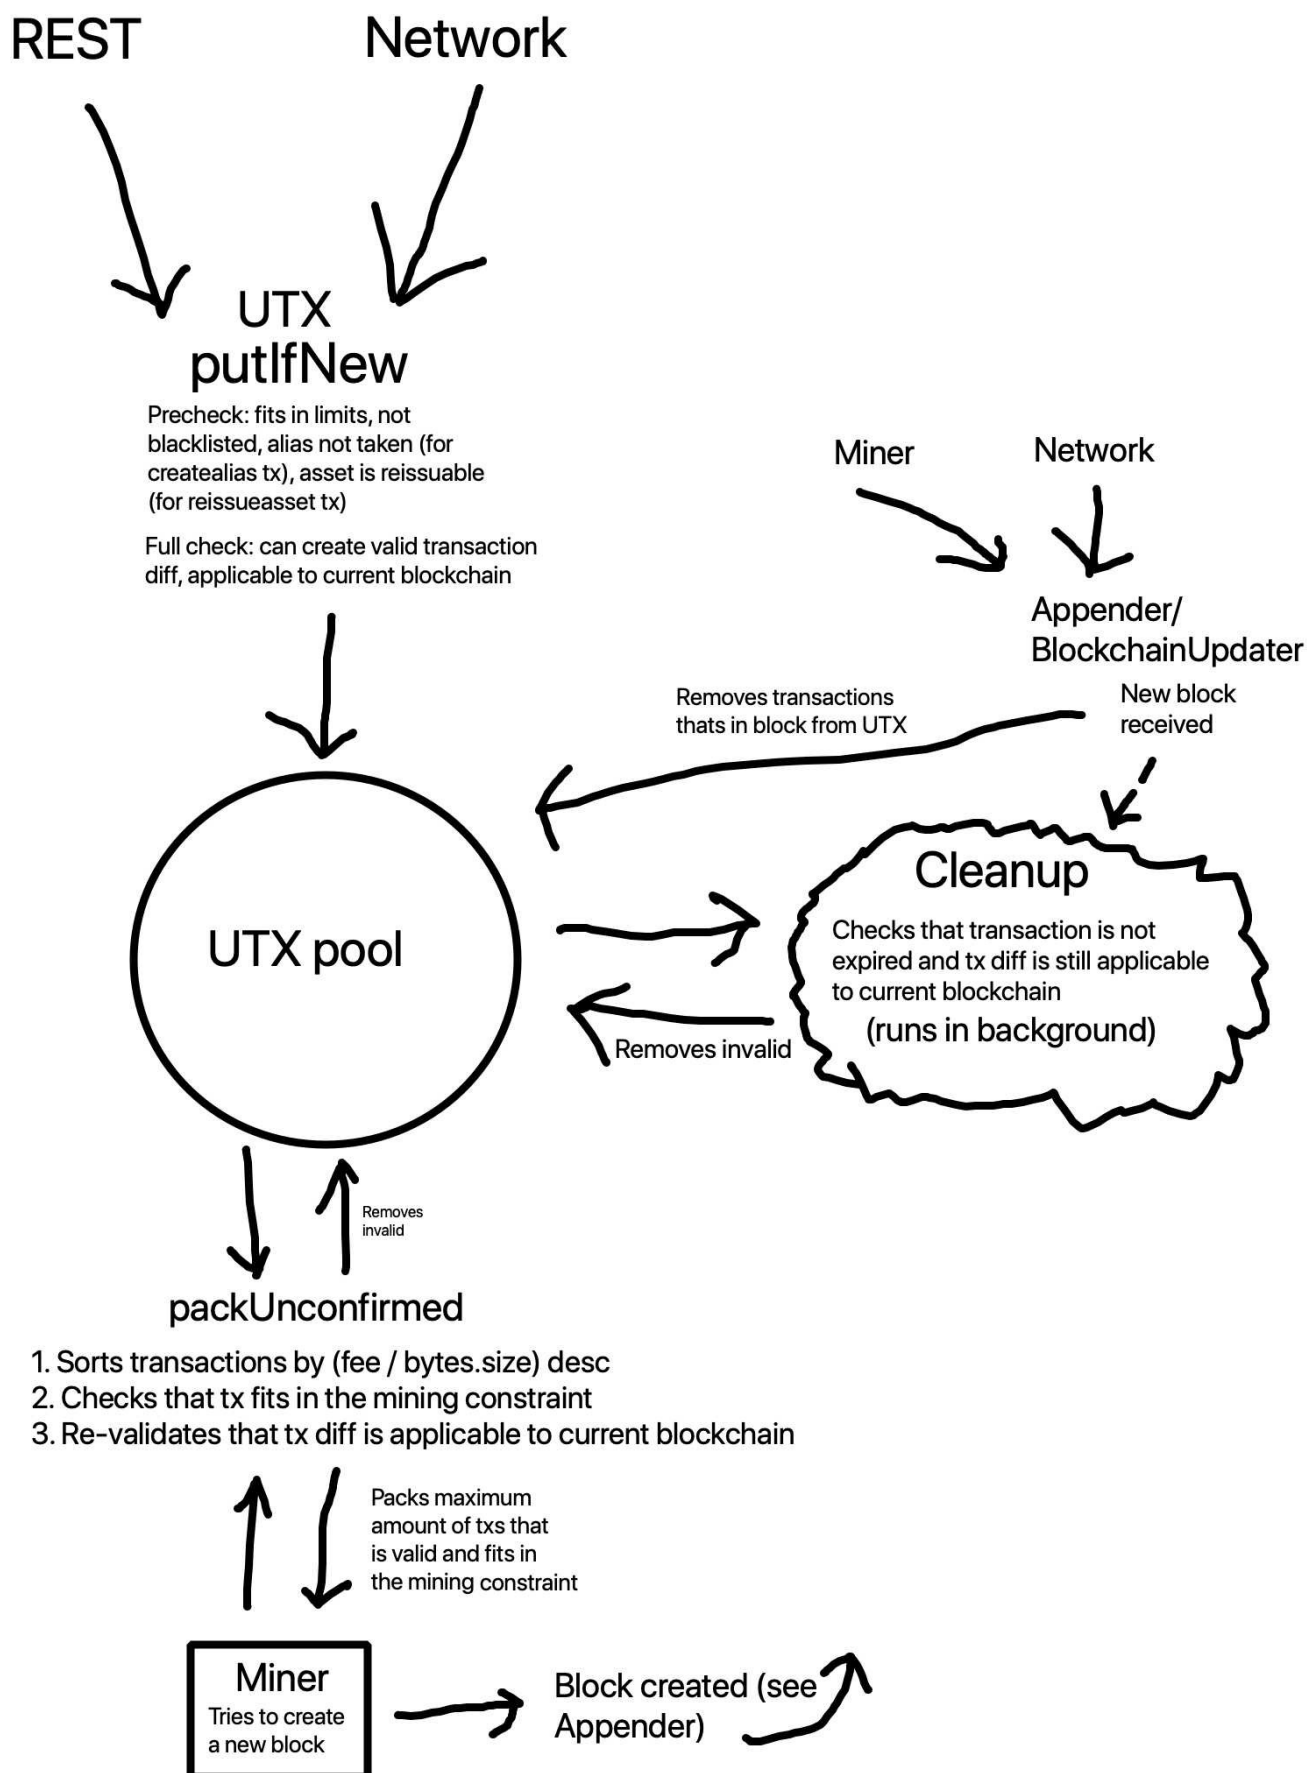 REST
Network
UTX
putIfNew
Precheck: fits in limits, not
blacklisted, alias not taken (for
createalias tx), asset is reissuable
(for reissueasset tx)
Full check: can create valid transaction
diff, applicable to current blockchain
Miner
Network
Appender/
BlockchainUpdater
New block
received
Removes transactions
thats in block from UTX
UTX pool
Cleanup
Checks that transaction is not
expired and tx diff is still applicable
to current blockchain
(runs in background)
Removes invalid
Removes
invalid
packUnconfirmed
1. Sorts transactions by (fee / bytes.size) desc
2. Checks that tx fits in the mining constraint
3. Re-validates that tx diff is applicable to current blockchain
Packs maximum
amount of txs that
is valid and fits in
the mining constraint
Miner
Tries to create
a new block
Block created (see
Appender)